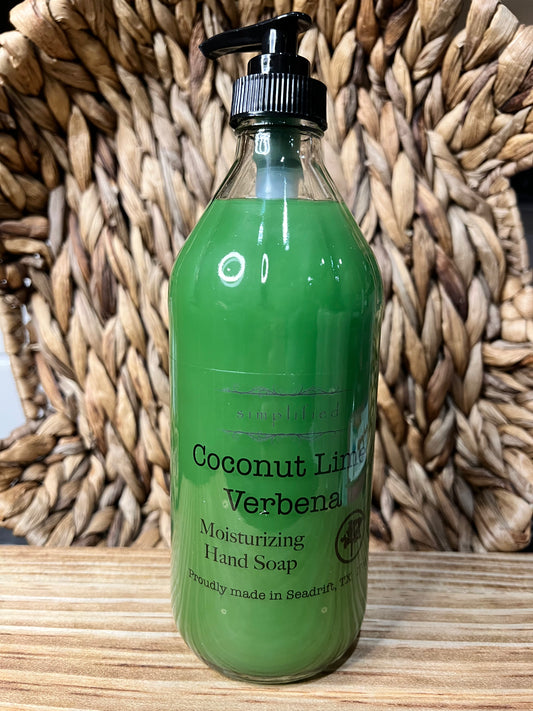 simplified
Coconut Lime
Verbena
Moisturizing
Hand Soap
Proudly made in Seadrift, TX